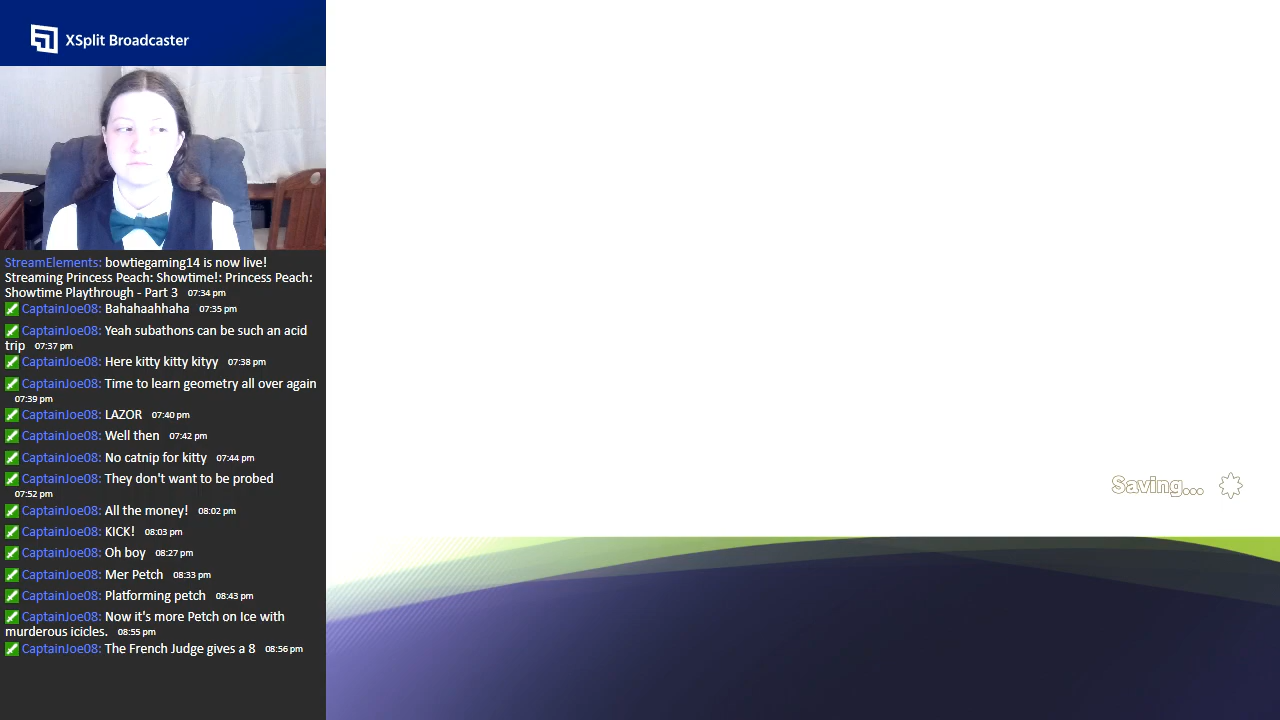 XSplit Broadcaster
StreamElements: bowtiegaming14 is now live!
Streaming Princess Peach: Showtime!: Princess Peach:
Showtime Playthrough - Part 3 07:34 pm
CaptainJoe08: Bahahaahhaha 07:35 pm
CaptainJoe08: Yeah subathons can be such an acid
trip 07:37 pm
CaptainJoe08: Here kitty kitty kityy 07:38 pm
CaptainJoe08: Time to learn geometry all over again
07:39 pm
CaptainJoe08: LAZOR 07:40 pm
CaptainJoe08: Well then 07:42 pm
CaptainJoe08: No catnip for kitty 07:44 pm
CaptainJoe08: They don't want to be probed
07:52 pm
CaptainJoe08: All the money! 08:02 pm
CaptainJoe08: KICK! 08:03 pm
CaptainJoe08: Oh boy 08:27 pm
CaptainJoe08: Mer Petch 08:33 pm
CaptainJoe08: Platforming petch 08:43 pm
CaptainJoe08: Now it's more Petch on Ice with
murderous icicles. 08:55 pm
CaptainJoe08: The French Judge gives a 8 08:56 pm
Saving...